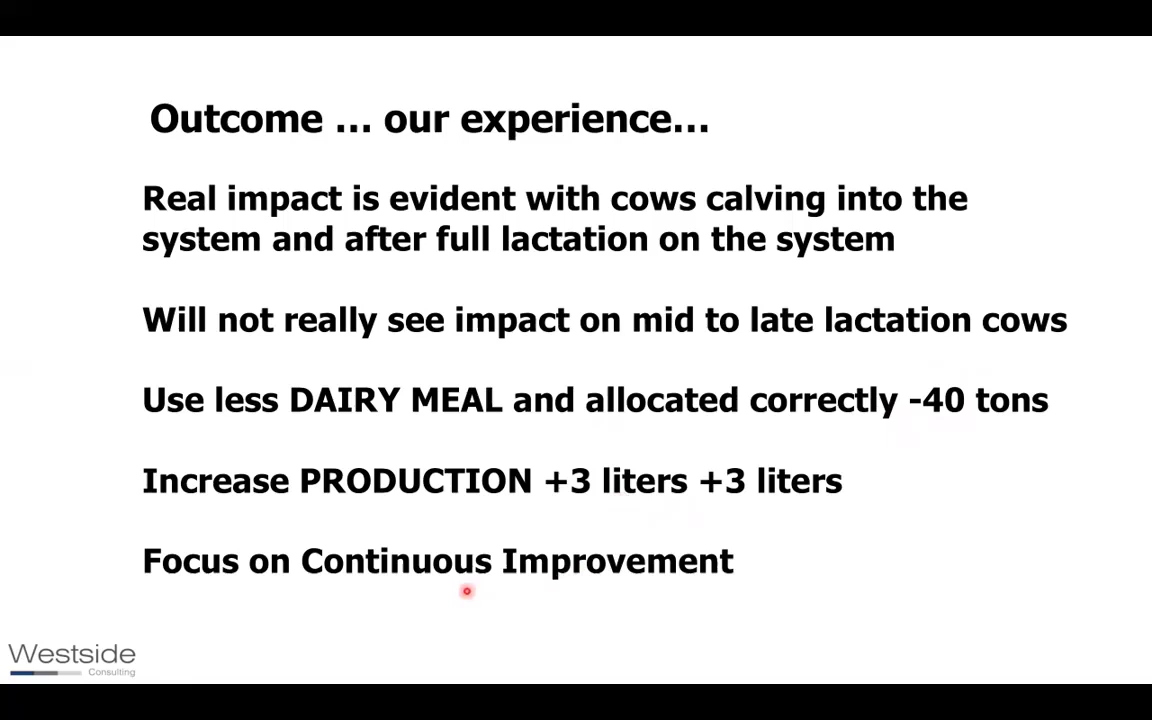 Outcome … our experience…
Real impact is evident with cows calving into the
system and after full lactation on the system
Will not really see impact on mid to late lactation cows
Use less DAIRY MEAL and allocated correctly -40 tons
Increase PRODUCTION +3 liters +3 liters
Focus on Continuous Improvement
Westside
Consulting